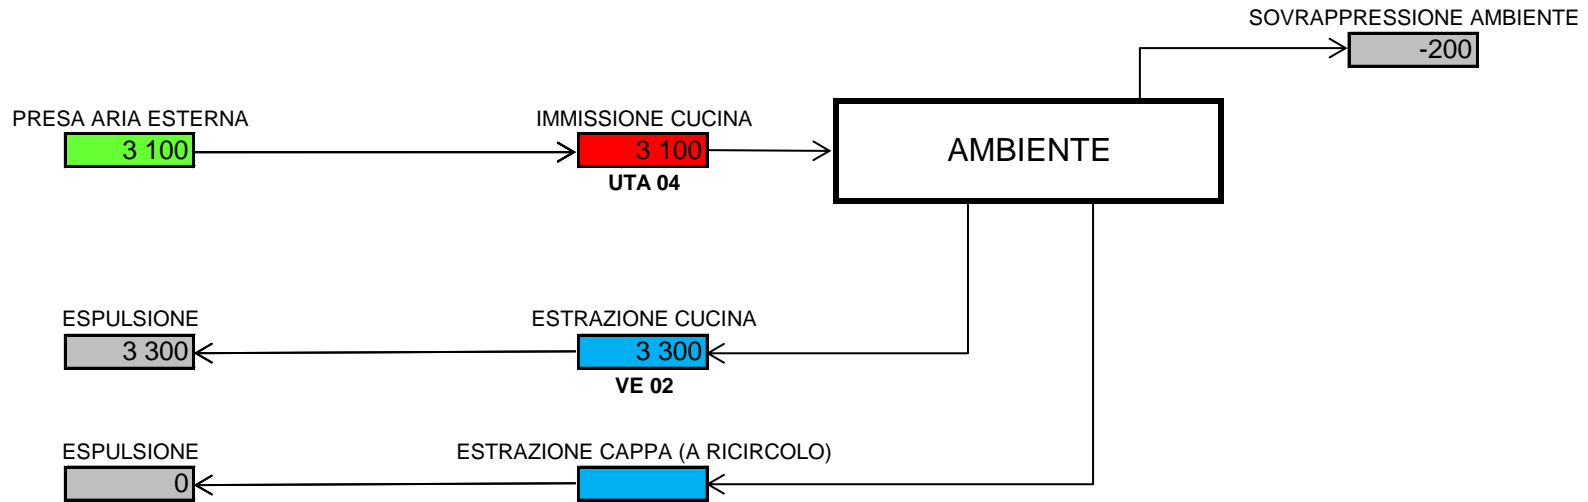 SOVRAPPRESSIONE AMBIENTE
-200
PRESA ARIA ESTERNA
3 100
IMMISSIONE CUCINA
3 100
UTA 04
AMBIENTE
ESPULSIONE
3 300
ESTRAZIONE CUCINA
3 300
VE 02
ESPULSIONE
0
ESTRAZIONE CAPPA (A RICIRCOLO)